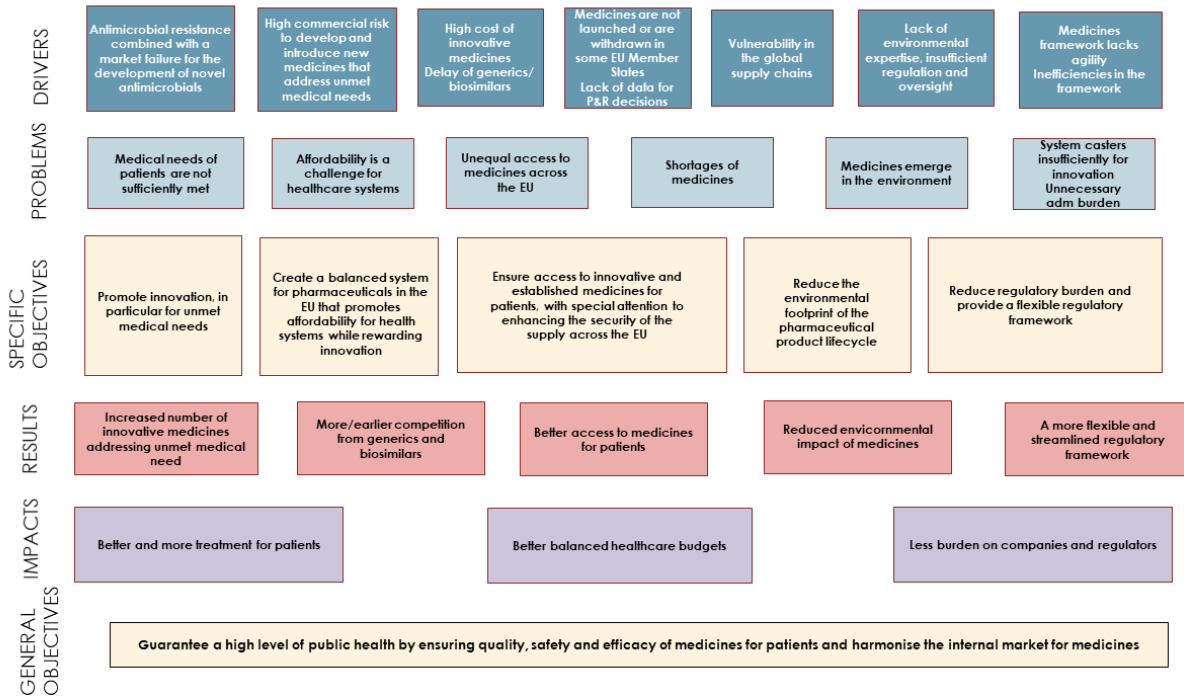 DRIVERS
Antimicrobial resistance
combined with a
market failure for the
development of novel
antimicrobials
High commercial risk
to develop and
introduce new
medicines that
address unmet
medical needs
High cost of
innovative
medicines
Delay of generics/
biosimilars
Medicines are not
launched or are
withdrawn in
some EU Member
States
Lack of data for
P&R decisions
Vulnerability in
the global
supply chains
Lack of
environmental
expertise, insufficient
regulation and
oversight
Medicines
framework lacks
agility
Inefficiencies in the
framework
PROBLEMS
Medical needs of
patients are not
sufficiently met
Affordability is a
challenge for
healthcare systems
Unequal access to
medicines across
the EU
Shortages of
medicines
Medicines emerge
in the environment
System casters
insufficiently for
innovation
Unnecessary
adm burden
SPECIFIC
OBJECTIVES
Promote innovation, in
particular for unmet
medical needs
Create a balanced system
for pharmaceuticals in the
EU that promotes
affordability for health
systems while rewarding
innovation
Ensure access to innovative and
established medicines for
patients, with special attention to
enhancing the security of the
supply across the EU
Reduce the
environmental
footprint of the
pharmaceutical
product lifecycle
Reduce regulatory burden and
provide a flexible regulatory
framework
RESULTS
Increased number of
innovative medicines
addressing unmet medical
need
More/earlier competition
from generics and
biosimilars
Better access to medicines
for patients
Reduced envicornmental
impact of medicines
A more flexible and
streamlined regulatory
framework
IMPACTS
Better and more treatment for patients
Better balanced healthcare budgets
Less burden on companies and regulators
GENERAL
OBJECTIVES
Guarantee a high level of public health by ensuring quality, safety and efficacy of medicines for patients and harmonise the internal market for medicines